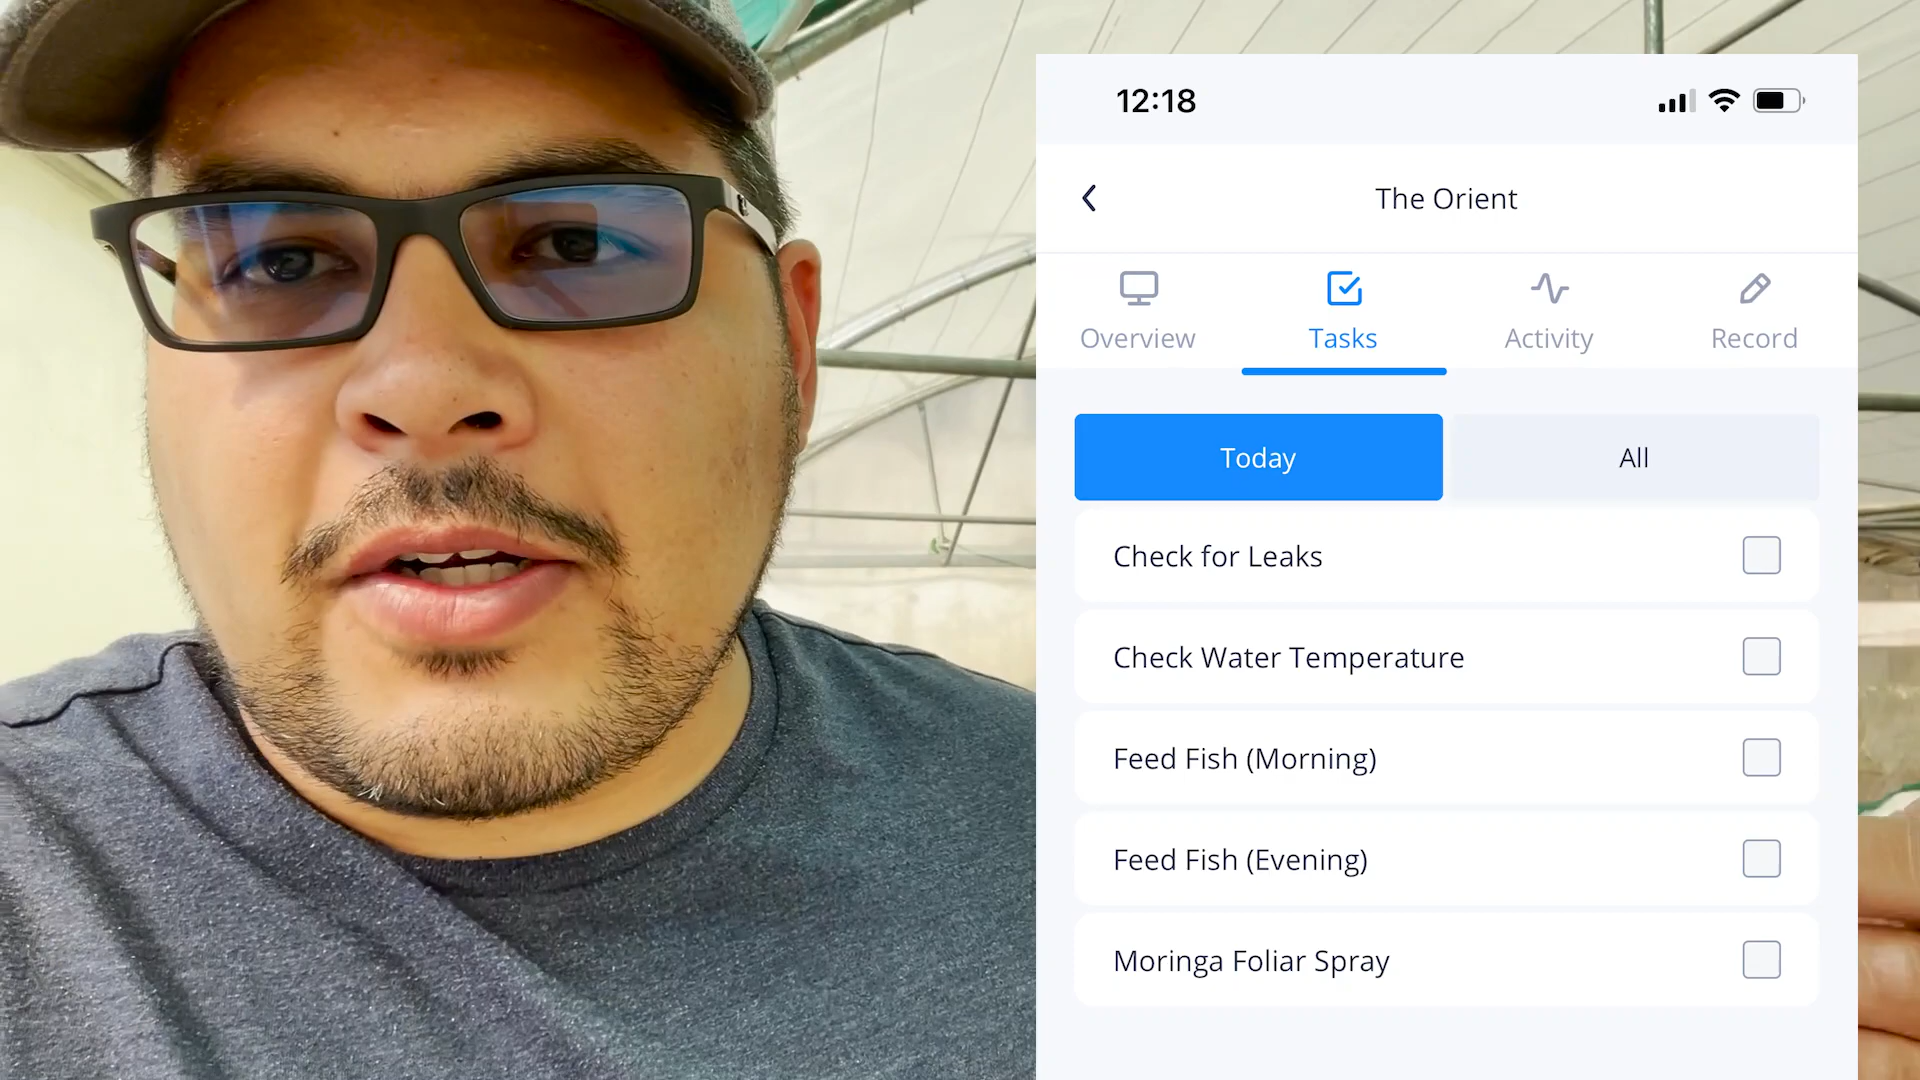 12:18
The Orient
Overview
Tasks
Activity
Record
Today
All
Check for Leaks
Check Water Temperature
Feed Fish (Morning)
Feed Fish (Evening)
Moringa Foliar Spray